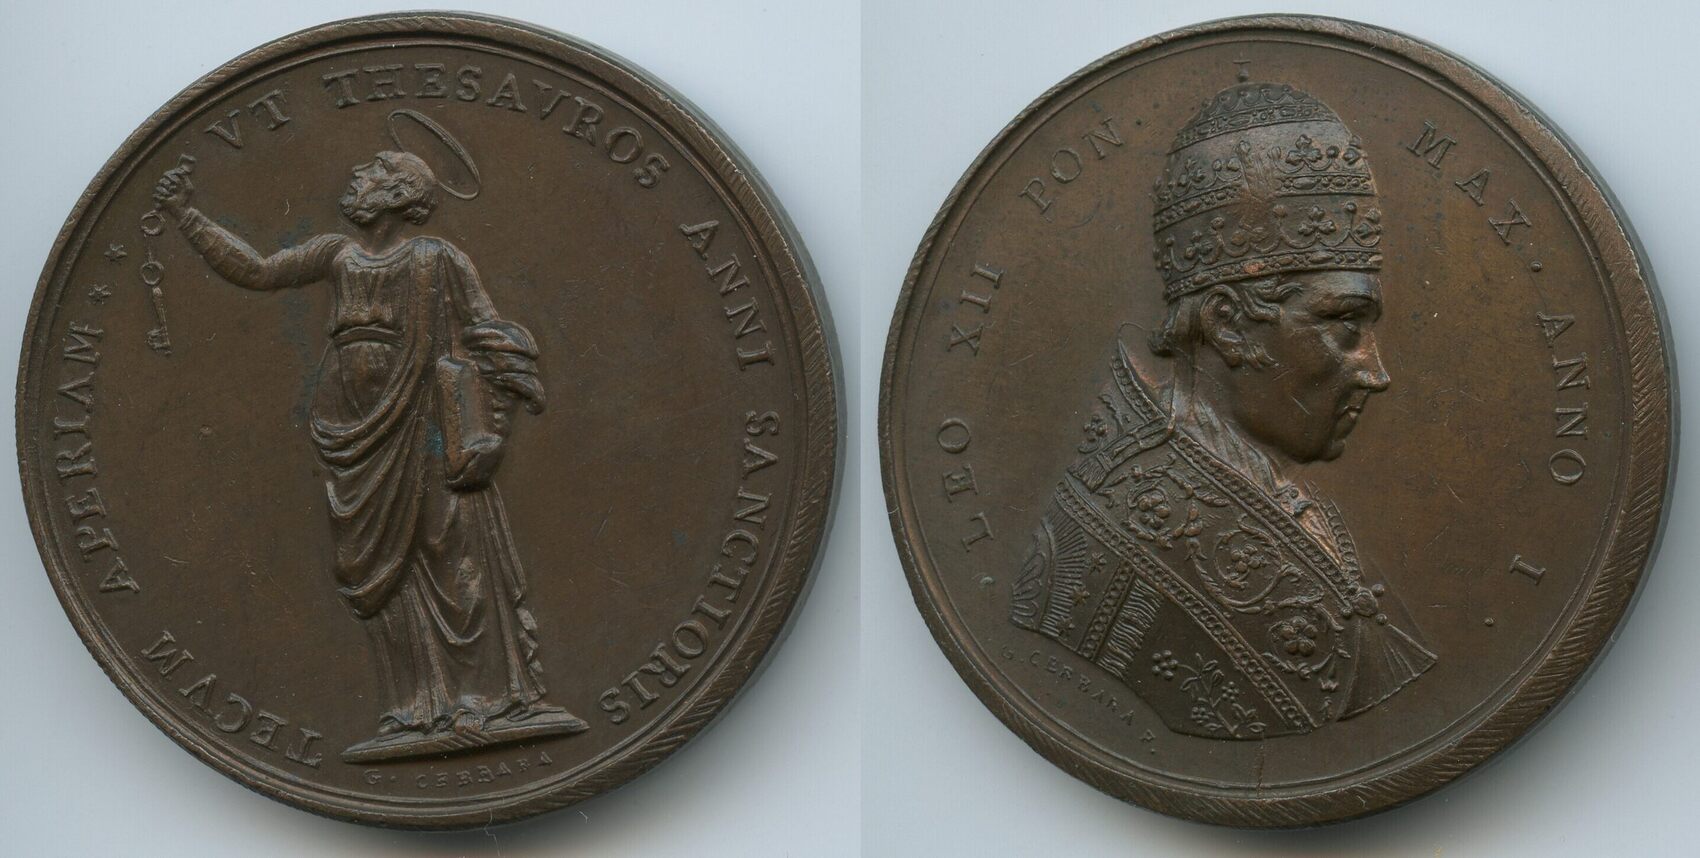 TECVM APERIAM * * VT THESAVROS ANNI SANCTIORIS
G. CERBARA
· LEO XII PON MAX. ANNO I ·
G. CERBARA P.